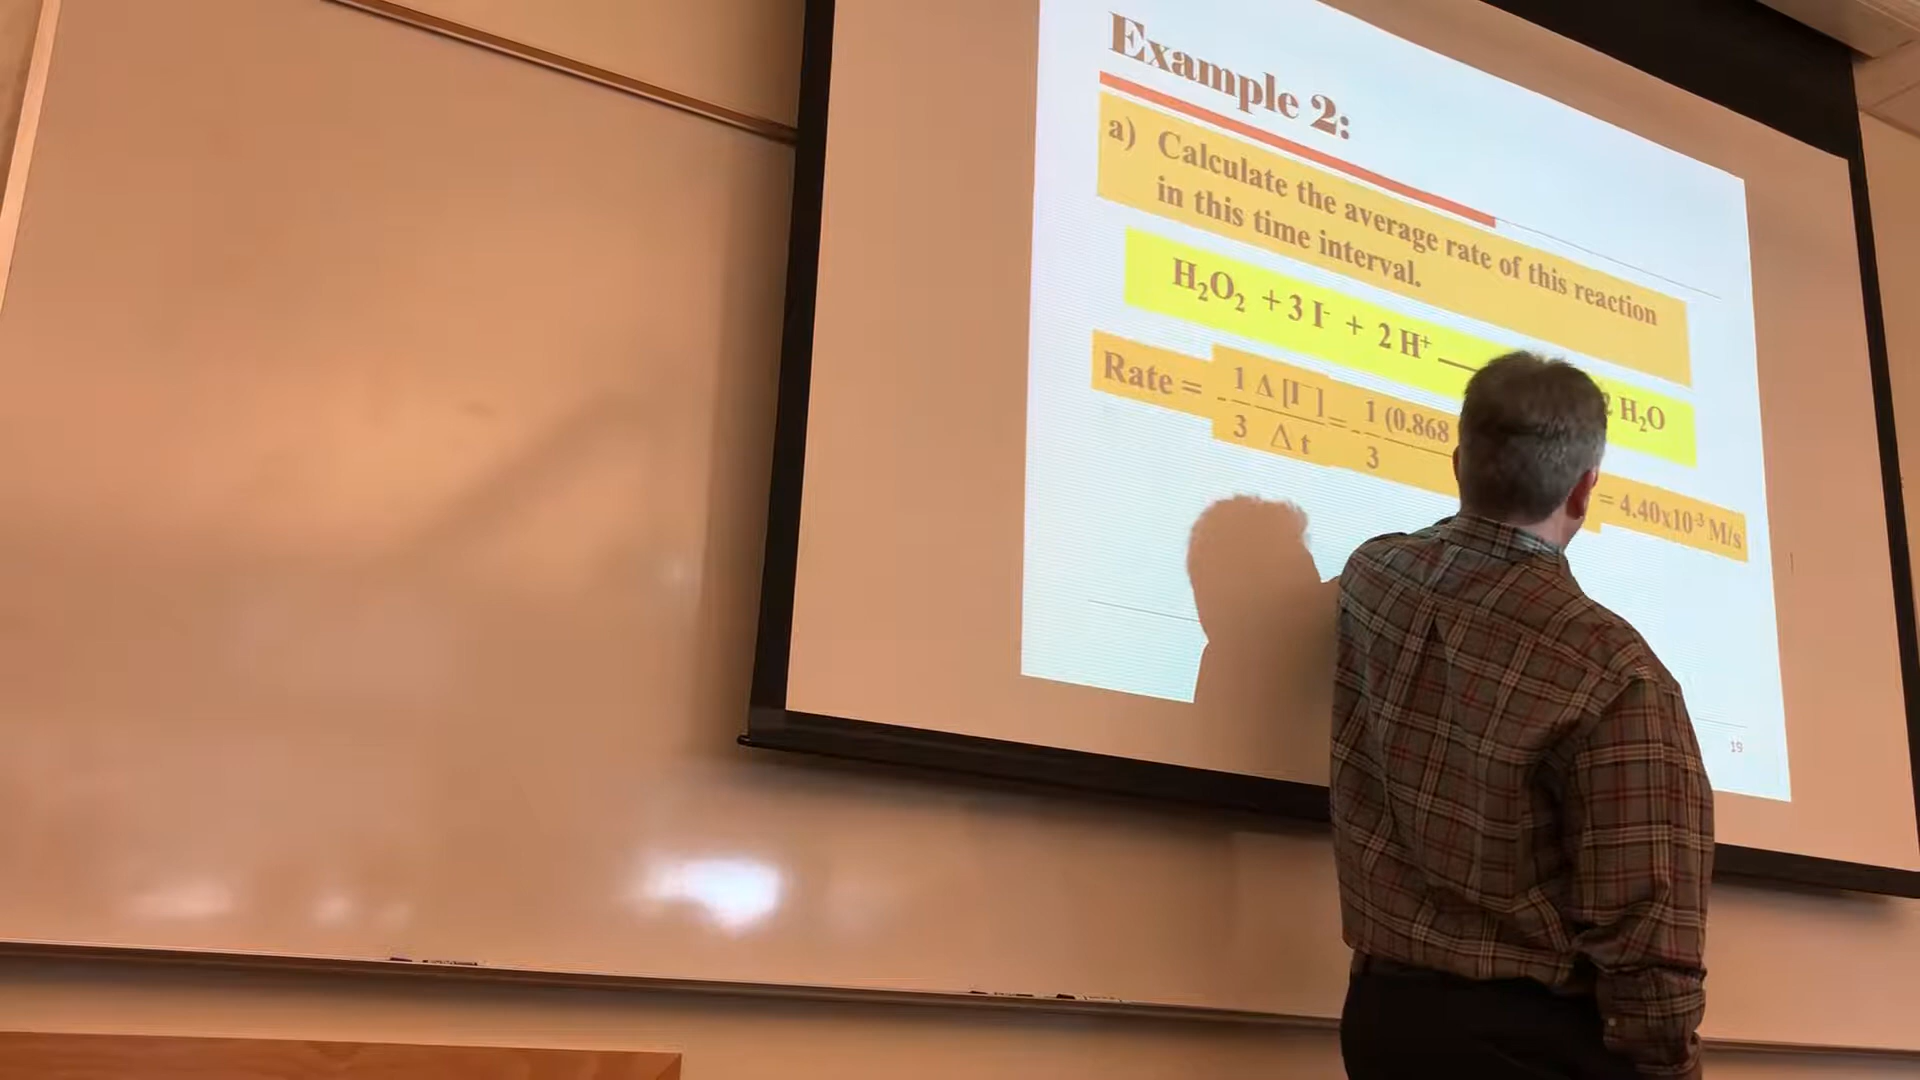 Example 2:
a) Calculate the average rate of this reaction
in this time interval.
H₂O₂ + 3 I⁻ + 2 H⁺ H₂O
Rate = - 1 Δ [I⁻] = - 1 (0.868 = 4.40x10⁻³ M/s
3 Δ t 3
19